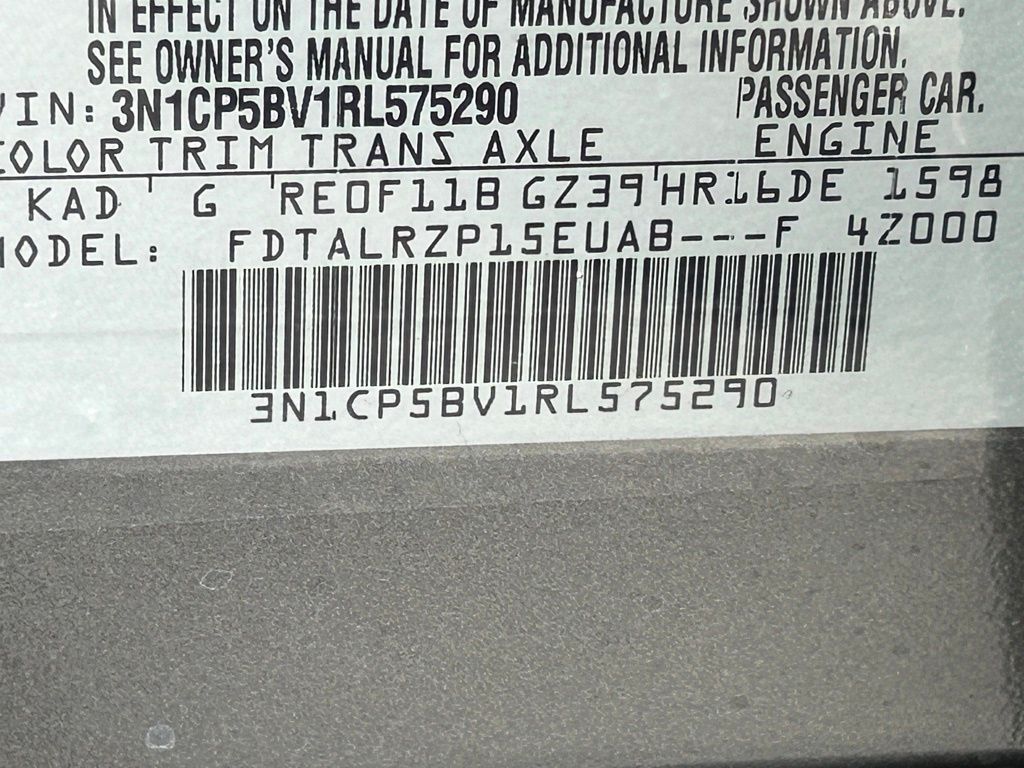 IN EFFECT ON THE DATE OF MANUFACTURE SHOWN ABOVE.
SEE OWNER'S MANUAL FOR ADDITIONAL INFORMATION.
VIN: 3N1CP5BV1RL575290 PASSENGER CAR.
COLOR TRIM TRANS AXLE ENGINE
KAD G RE0F11B GZ39 HR16DE 1598
MODEL: FDTALRZP15EUAB---F 4Z000
3N1CP5BV1RL575290